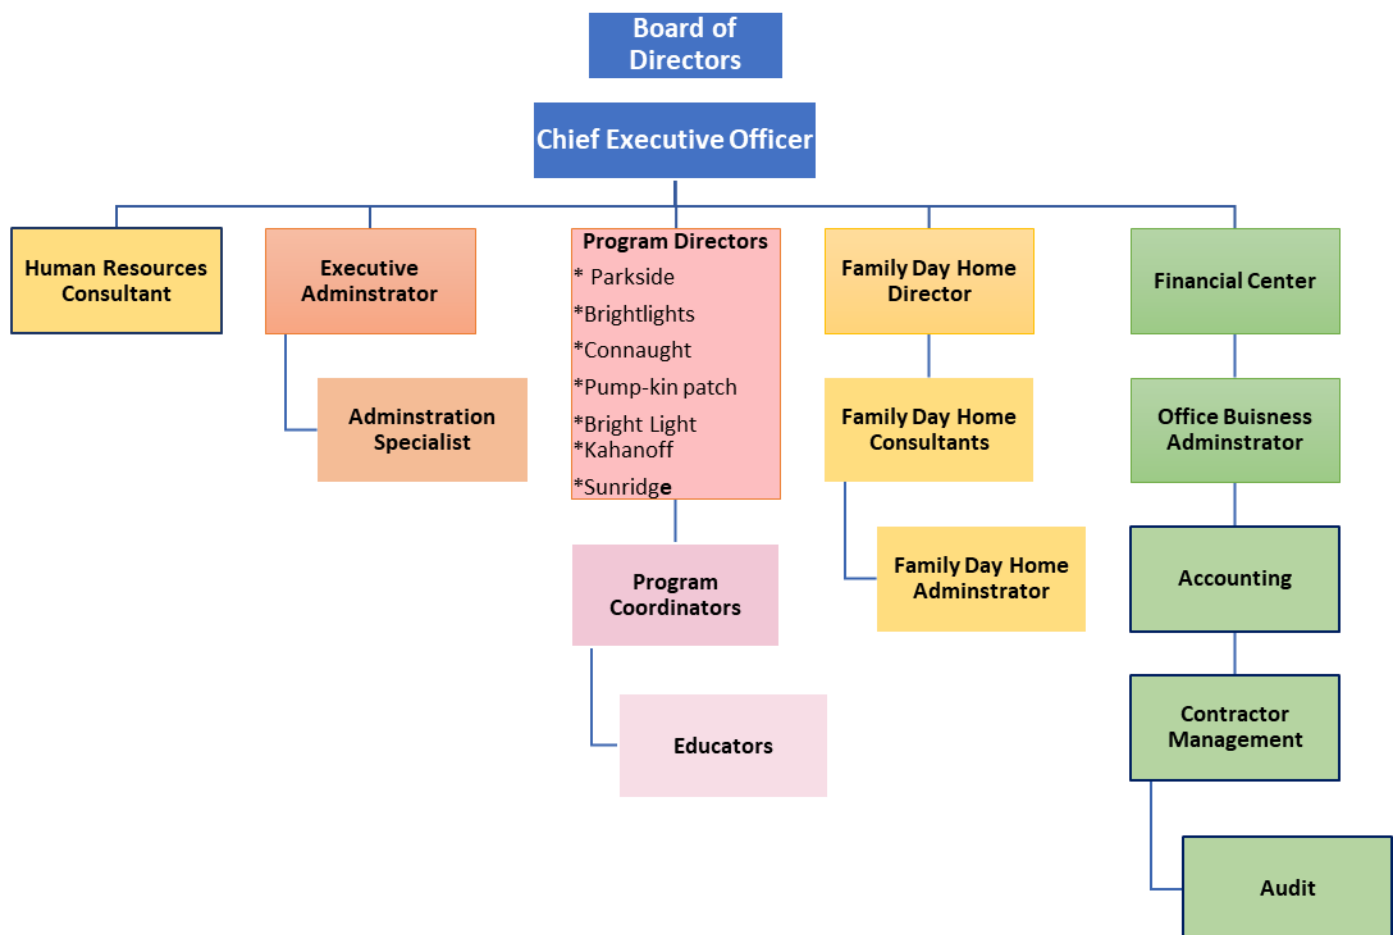 Board of
Directors
Chief Executive Officer
Human Resources
Consultant
Executive
Adminstrator
Adminstration
Specialist
Program Directors
* Parkside
*Brightlights
*Connaught
*Pump-kin patch
*Bright Light
*Kahanoff
*Sunridge
Program
Coordinators
Educators
Family Day Home
Director
Family Day Home
Consultants
Family Day Home
Adminstrator
Financial Center
Office Buisness
Adminstrator
Accounting
Contractor
Management
Audit